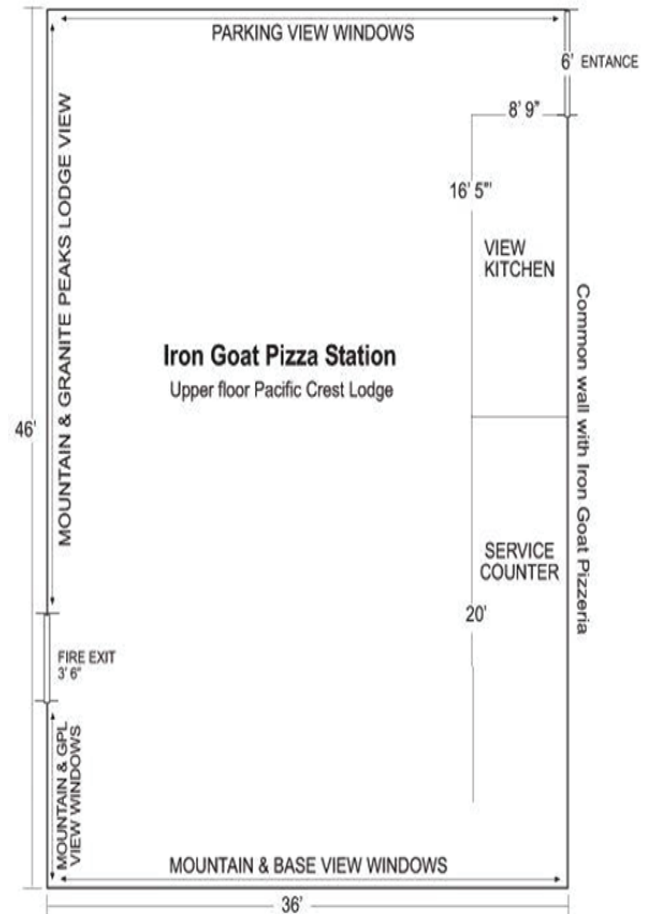 PARKING VIEW WINDOWS
6' ENTANCE
8' 9"
MOUNTAIN & GRANITE PEAKS LODGE VIEW
16' 5"'
VIEW
KITCHEN
Common wall with Iron Goat Pizzeria
Iron Goat Pizza Station
Upper floor Pacific Crest Lodge
46'
SERVICE
COUNTER
20'
FIRE EXIT
3' 6"
MOUNTAIN & GPL
VIEW WINDOWS
MOUNTAIN & BASE VIEW WINDOWS
36'